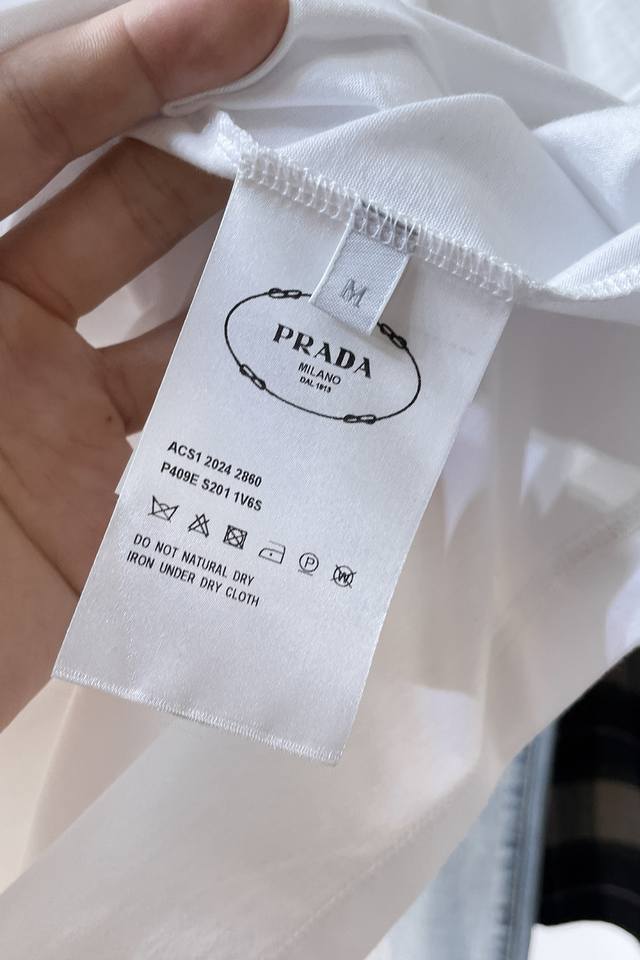 M
PRADA
MILANO
DAL 1913
ACS1 2024 2860
P409E S201 1V6S
P W
DO NOT NATURAL DRY
IRON UNDER DRY CLOTH